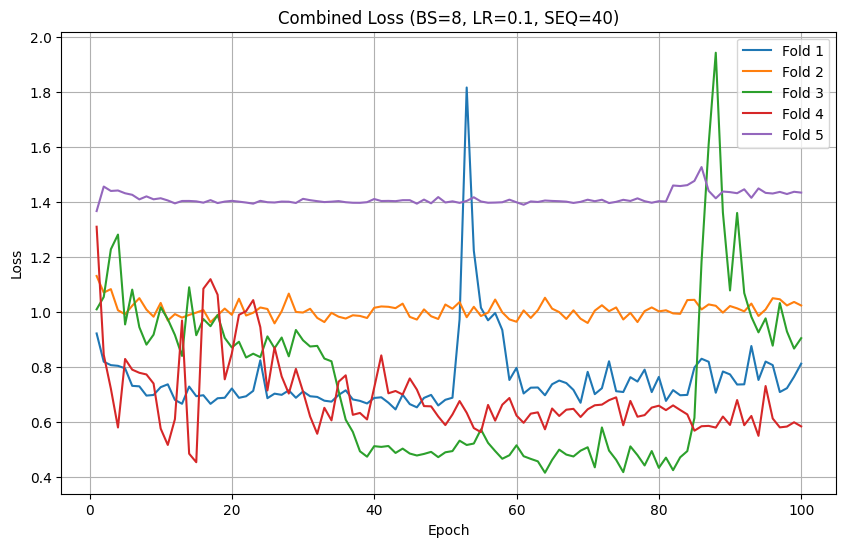 Combined Loss (BS=8, LR=0.1, SEQ=40)
Fold 1
Fold 2
Fold 3
Fold 4
Fold 5
Loss
2.0
1.8
1.6
1.4
1.2
1.0
0.8
0.6
0.4
0
20
40
60
80
100
Epoch